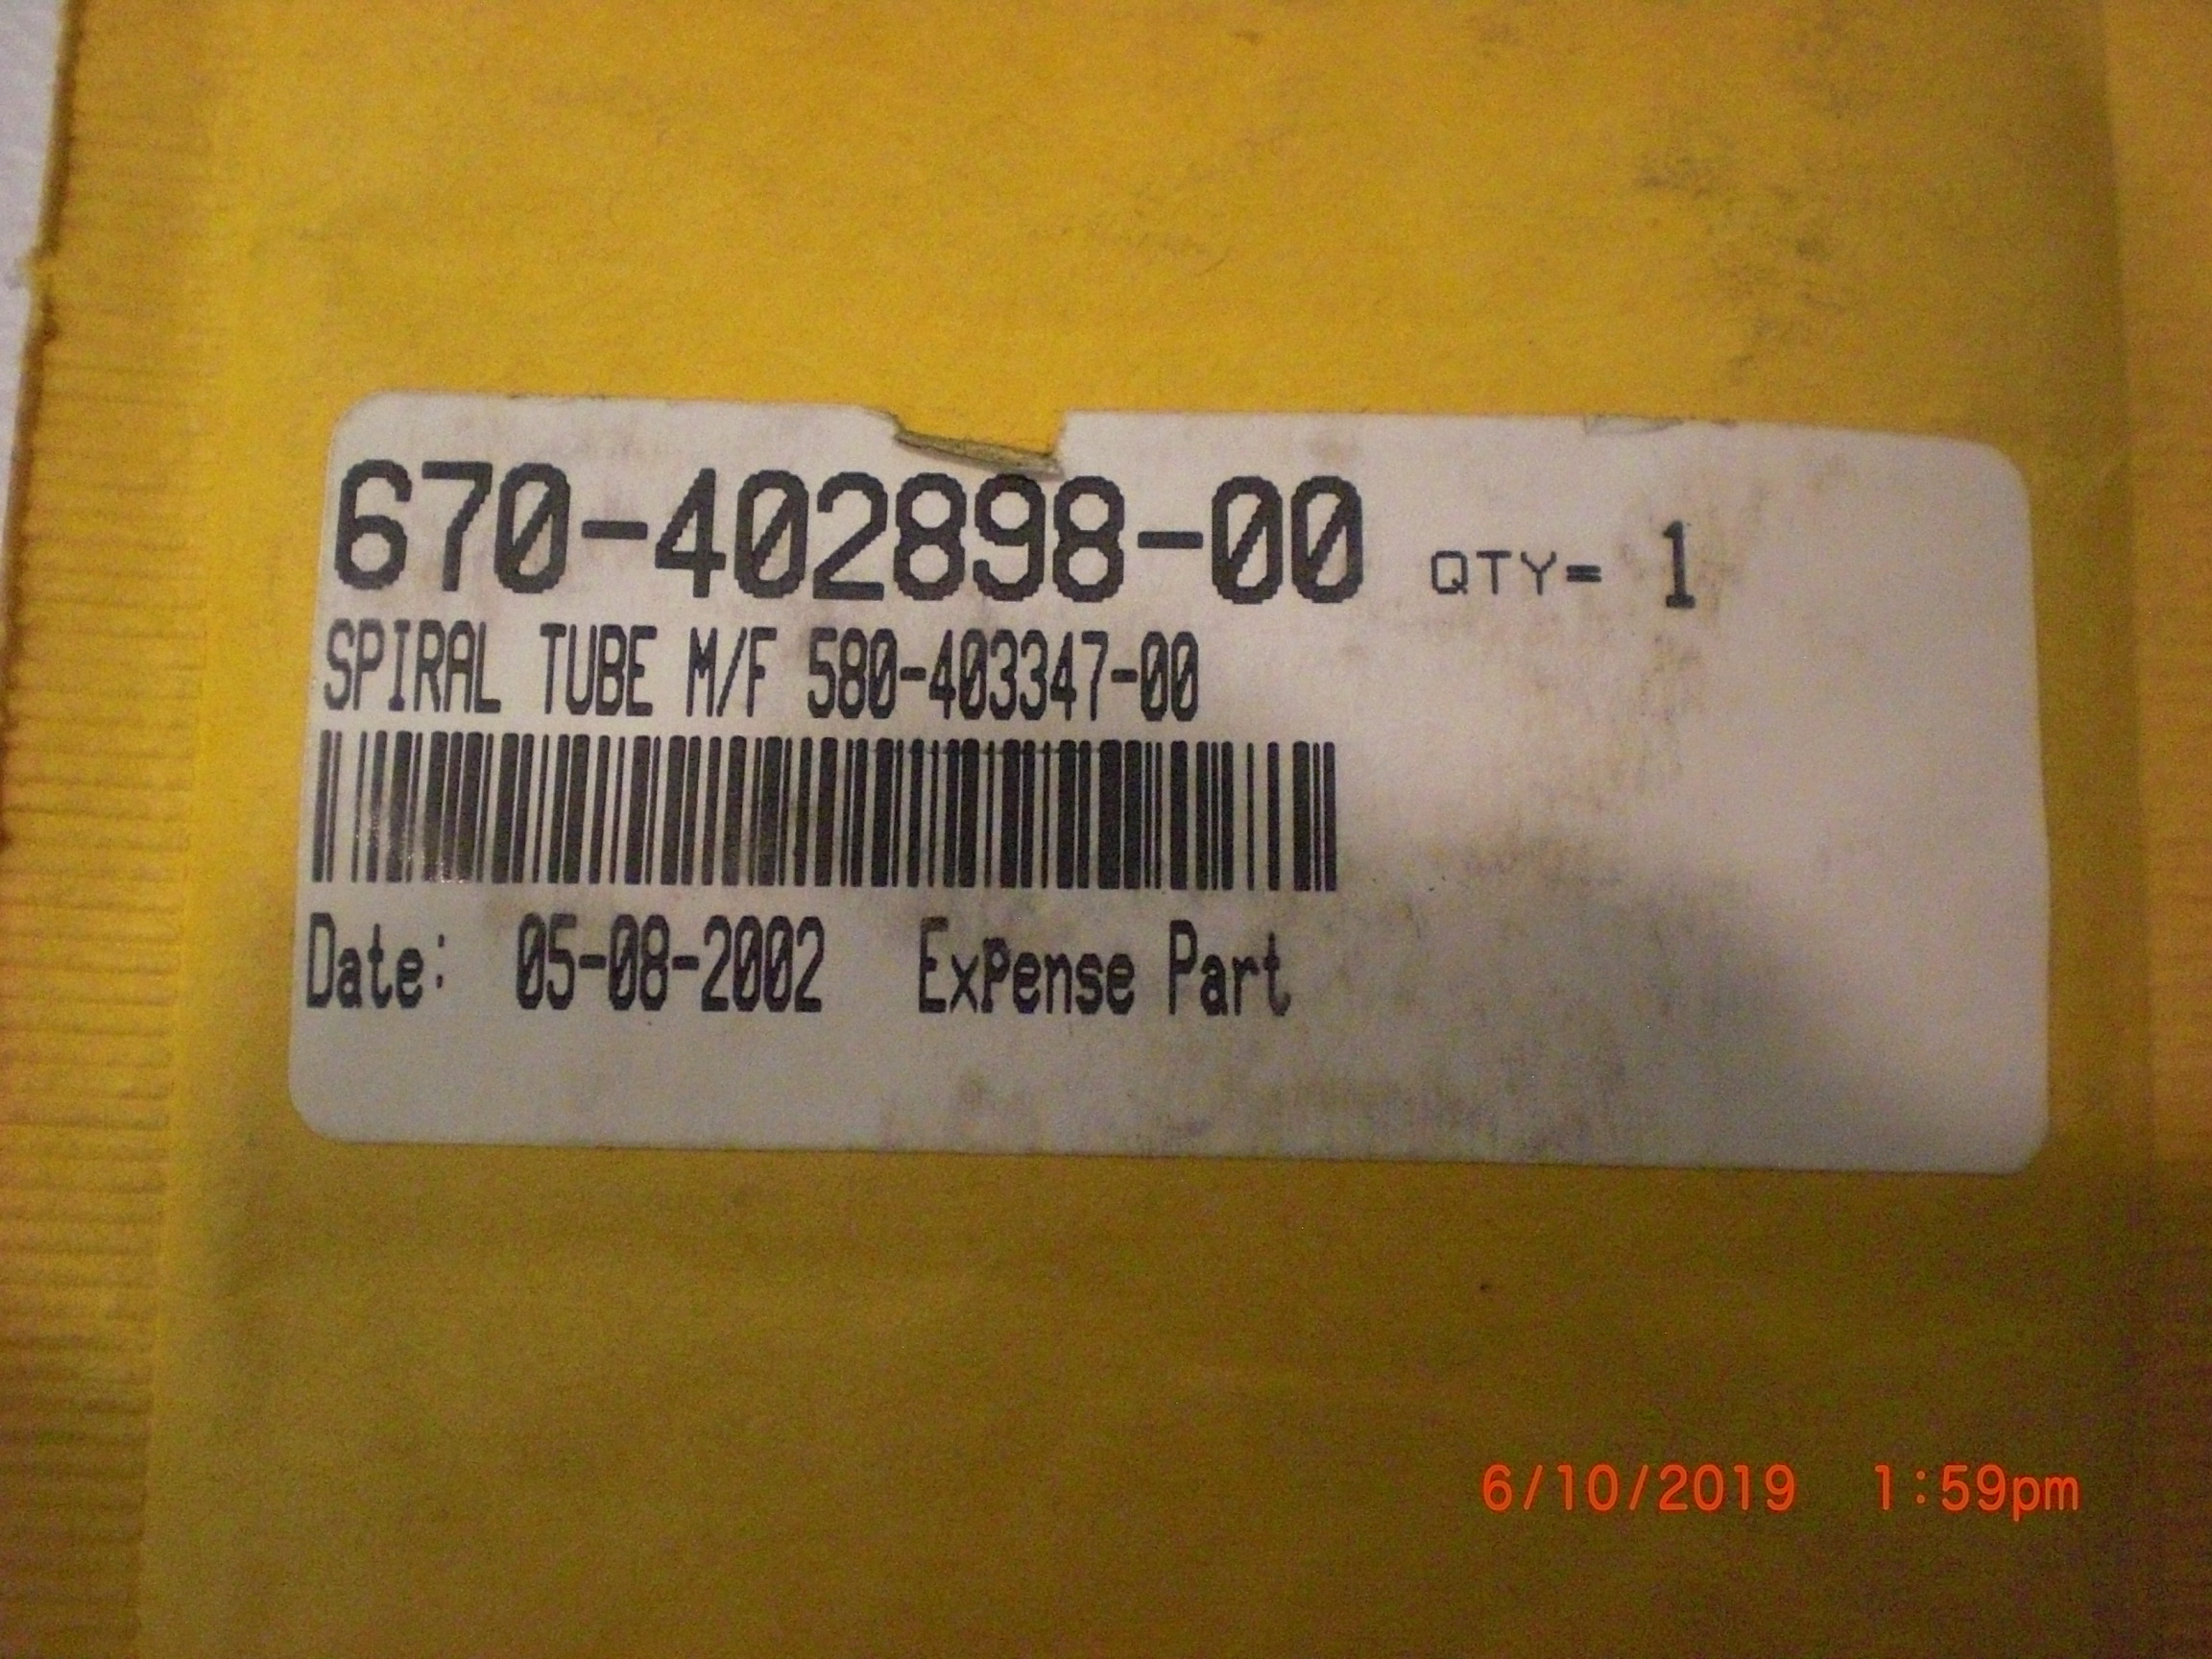 670-402898-00 QTY= 1
SPIRAL TUBE M/F 580-403347-00
Date: 05-08-2002 Expense Part
6/10/2019 1:59pm